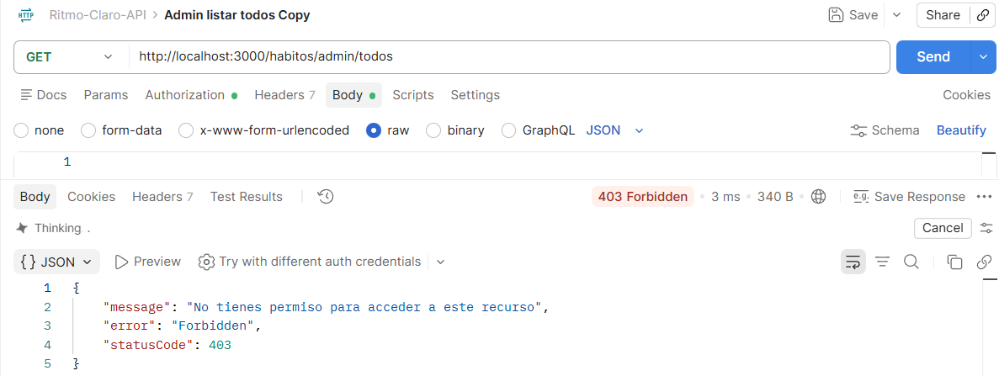 HTTP Ritmo-Claro-API > Admin listar todos Copy Save Share
GET http://localhost:3000/habitos/admin/todos Send
Docs Params Authorization Headers 7 Body Scripts Settings Cookies
none form-data x-www-form-urlencoded raw binary GraphQL JSON Schema Beautify
1
Body Cookies Headers 7 Test Results 403 Forbidden • 3 ms • 340 B • e.g. Save Response
Thinking . Cancel
{} JSON Preview Try with different auth credentials
1 {
2 "message": "No tienes permiso para acceder a este recurso",
3 "error": "Forbidden",
4 "statusCode": 403
5 }